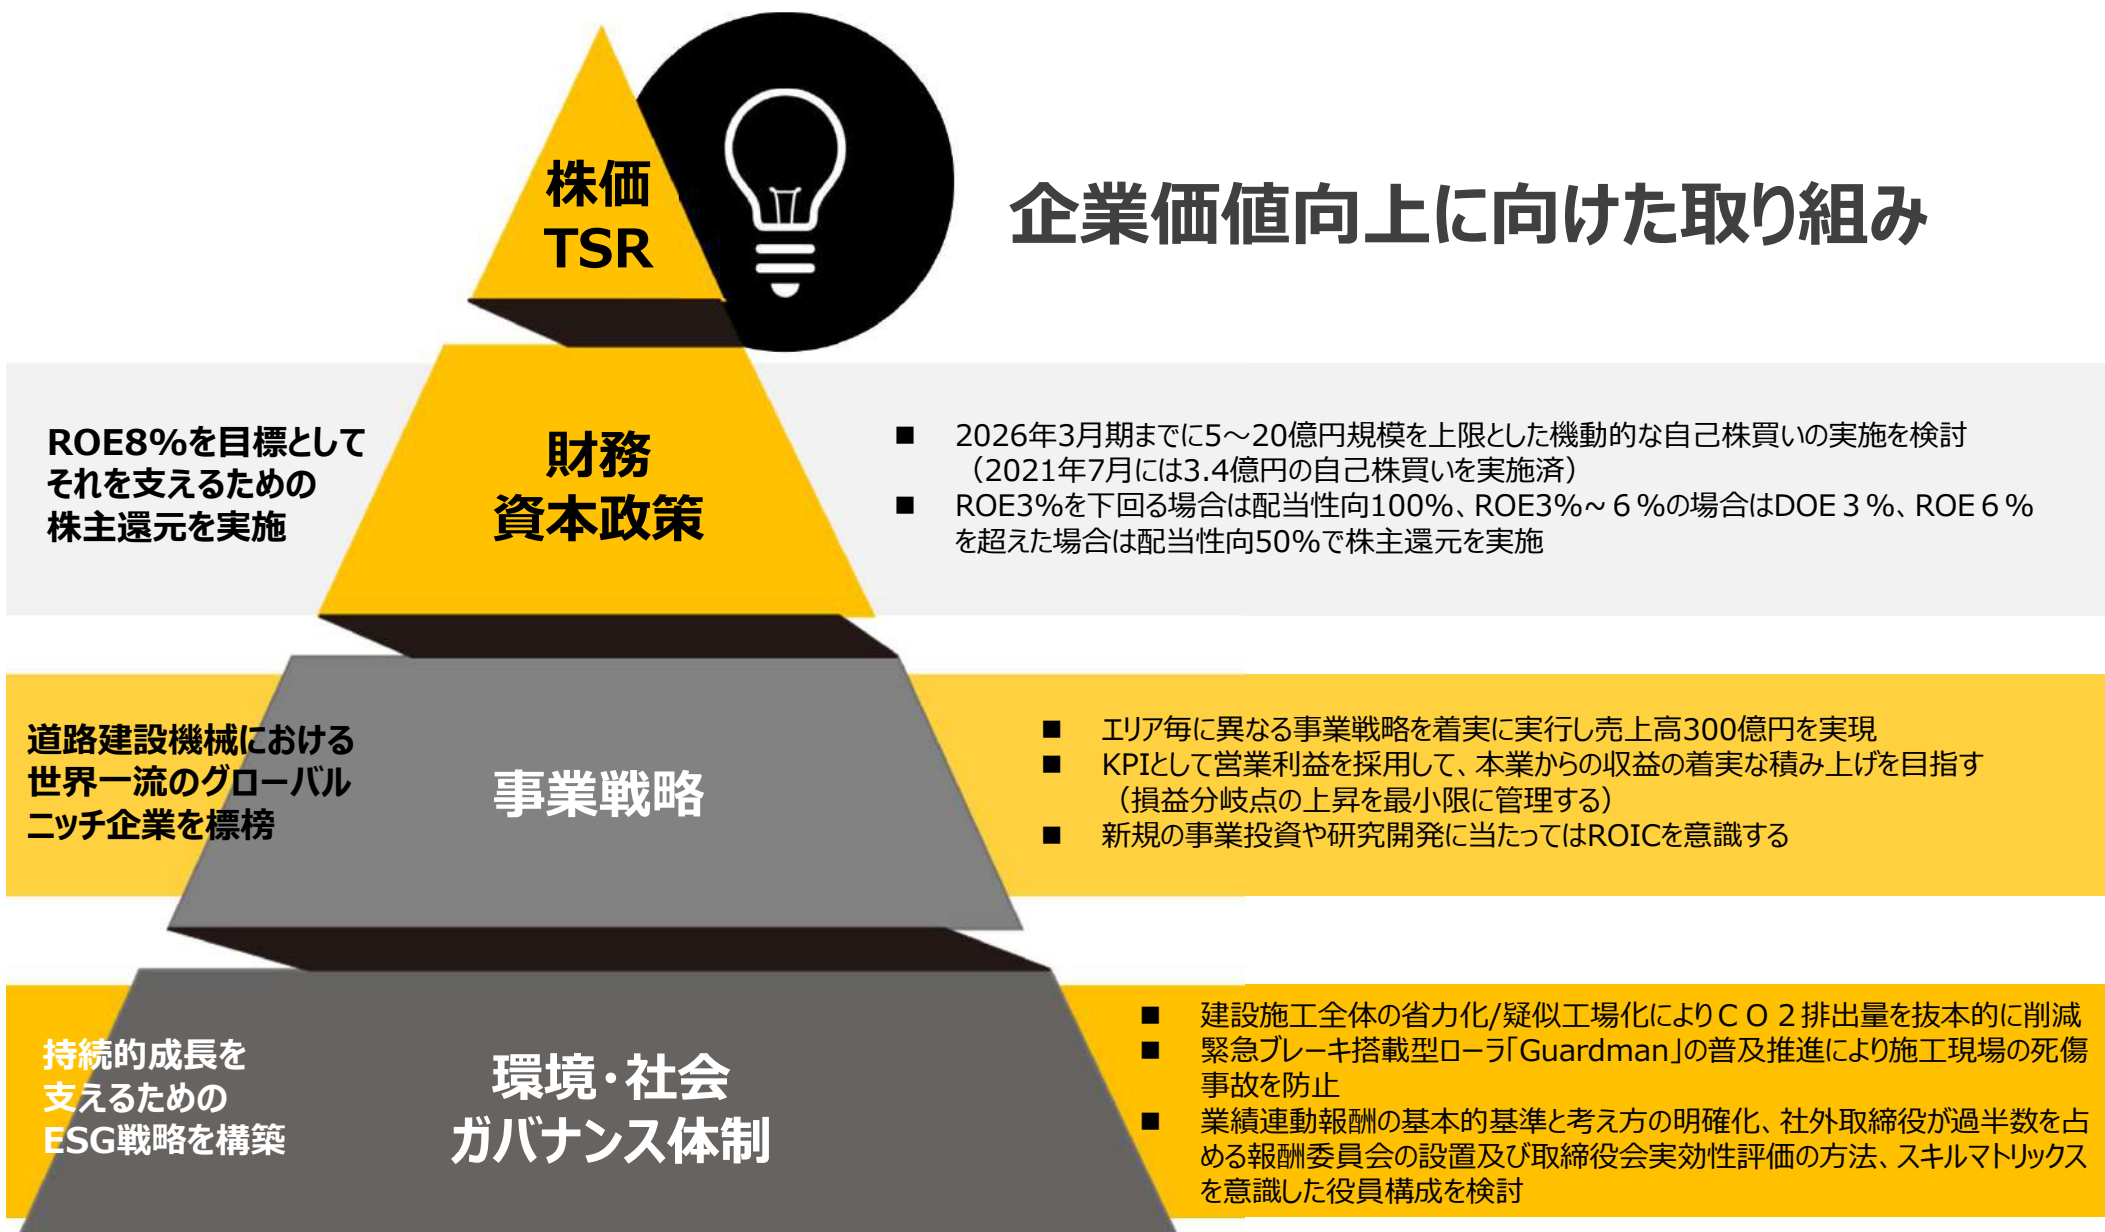 株価
TSR
企業価値向上に向けた取り組み
ROE8%を目標として
それを支えるための
株主還元を実施
財務
資本政策
■ 2026年3月期までに5～20億円規模を上限とした機動的な自己株買いの実施を検討
（2021年7月には3.4億円の自己株買いを実施済）
■ ROE3%を下回る場合は配当性向100%、ROE3%~６%の場合はDOE３%、ROE６%
を超えた場合は配当性向50%で株主還元を実施
道路建設機械における
世界一流のグローバル
ニッチ企業を標榜
事業戦略
■ エリア毎に異なる事業戦略を着実に実行し売上高300億円を実現
■ KPIとして営業利益を採用して、本業からの収益の着実な積み上げを目指す
（損益分岐点の上昇を最小限に管理する）
■ 新規の事業投資や研究開発に当たってはROICを意識する
持続的成長を
支えるための
ESG戦略を構築
環境・社会
ガバナンス体制
■ 建設施工全体の省力化/疑似工場化によりＣＯ２排出量を抜本的に削減
■ 緊急ブレーキ搭載型ローラ「Guardman」の普及推進により施工現場の死傷
事故を防止
■ 業績連動報酬の基本的基準と考え方の明確化、社外取締役が過半数を占
める報酬委員会の設置及び取締役会実効性評価の方法、スキルマトリックス
を意識した役員構成を検討